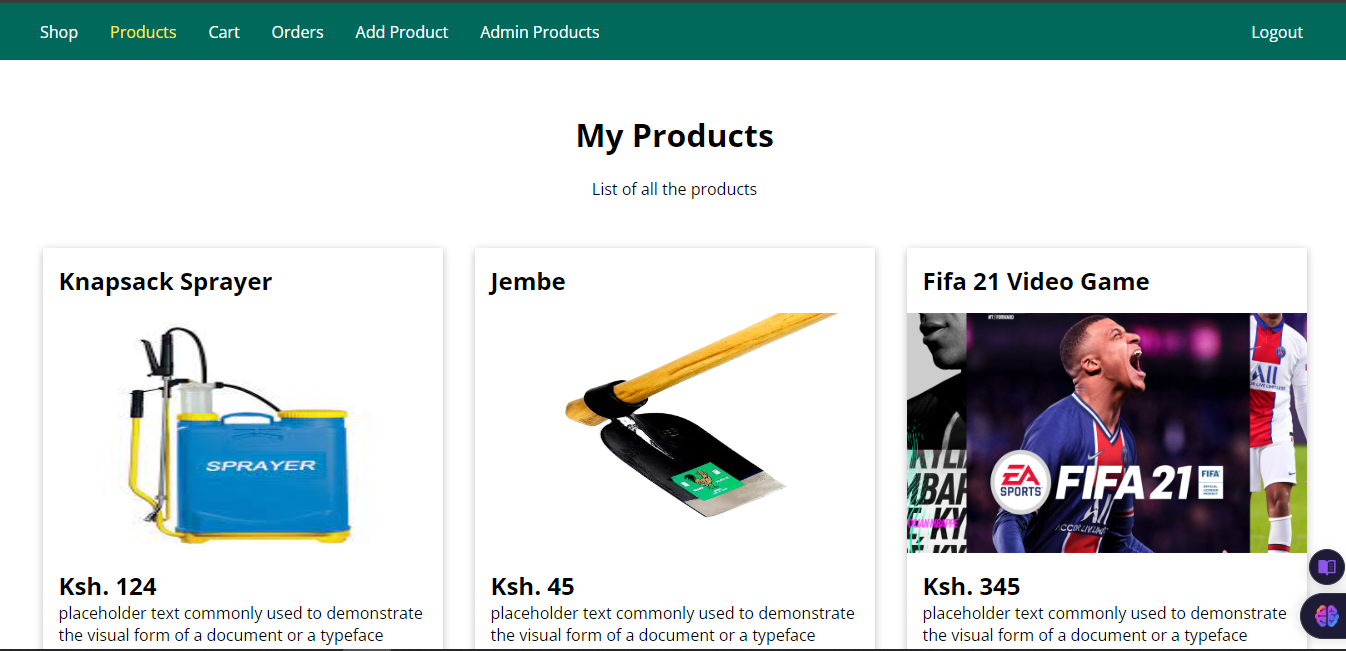 Shop Products Cart Orders Add Product Admin Products Logout
My Products
List of all the products
Knapsack Sprayer
Jembe
Fifa 21 Video Game
SPRAYER
EA
SPORTS
FIFA 21
FIFA
Ksh. 124
placeholder text commonly used to demonstrate
the visual form of a document or a typeface
Ksh. 45
placeholder text commonly used to demonstrate
the visual form of a document or a typeface
Ksh. 345
placeholder text commonly used to demonstrate
the visual form of a document or a typeface